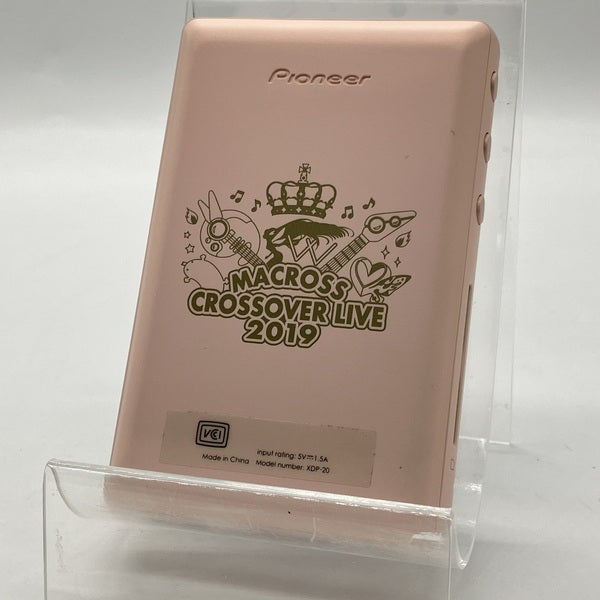 Pioneer
W
MACROSS
CROSSOVER LIVE
2019
VCI
input rating: 5V⎓1.5A
Made in China Model number: XDP-20